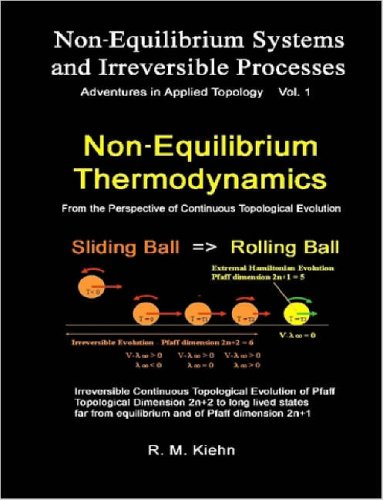 Non-Equilibrium Systems
and Irreversible Processes
Adventures in Applied Topology Vol. 1
Non-Equilibrium
Thermodynamics
From the Perspective of Continuous Topological Evolution
Sliding Ball => Rolling Ball
Extremal Hamiltonian Evolution
Pfaff dimension 2n+1 = 5
T< 0
T=0
V-λω = 0
Irreversible Evolution Pfaff dimension 2n+2 = 6
V-λω > 0 V-λω > 0 V-λω > 0
λω < 0 λω = 0 λω > 0
Irreversible Continuous Topological Evolution of Pfaff
Topological Dimension 2n+2 to long lived states
far from equilibrium and of Pfaff dimension 2n+1
R. M. Kiehn